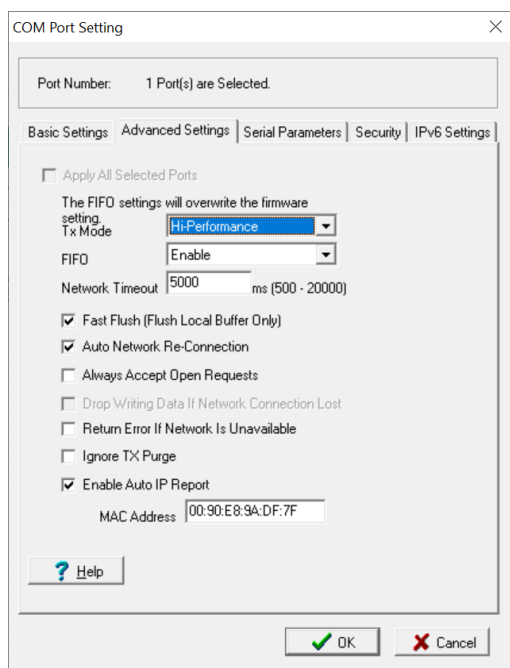 COM Port Setting
Port Number: 1 Port(s) are Selected.
Basic Settings Advanced Settings Serial Parameters Security IPv6 Settings
Apply All Selected Ports
The FIFO settings will overwrite the firmware
setting.
Tx Mode Hi-Performance
FIFO Enable
Network Timeout 5000 ms (500 - 20000)
Fast Flush (Flush Local Buffer Only)
Auto Network Re-Connection
Always Accept Open Requests
Drop Writing Data If Network Connection Lost
Return Error If Network Is Unavailable
Ignore TX Purge
Enable Auto IP Report
MAC Address 00:90:E8:9A:DF:7F
? Help
OK Cancel